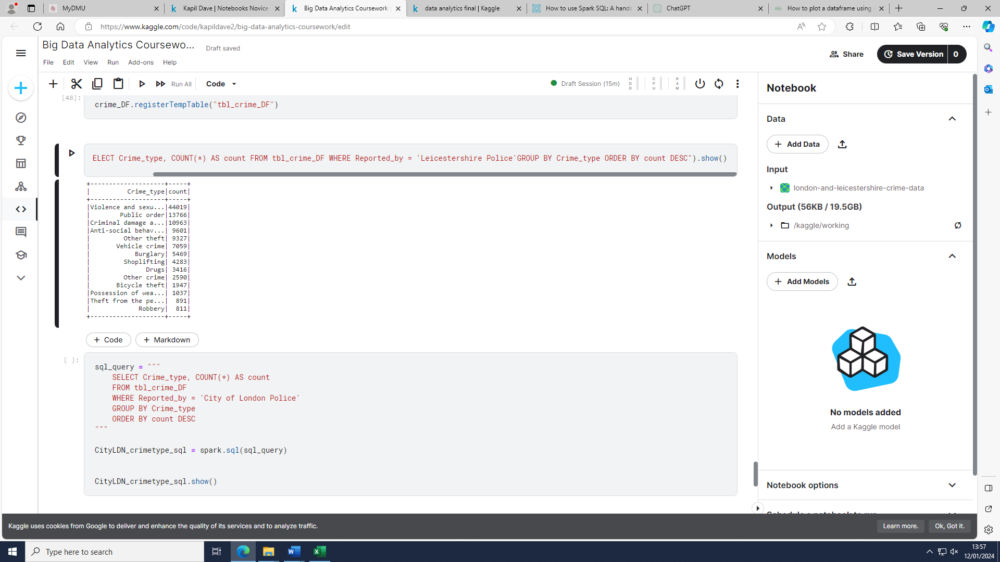 MyDMU
Kapil Dave | Notebooks Novice
Big Data Analytics Coursework
data analytics final | Kaggle
How to use Spark SQL: A hands
ChatGPT
How to plot a dataframe using
https://www.kaggle.com/code/kapildave2/big-data-analytics-coursework/edit
Big Data Analytics Coursewo...
Draft saved
Share
Save Version
0
File
Edit
View
Run
Add-ons
Help
Run All
Code
Draft Session (15m)
HDD
CPU
RAM
[48]:
crime_DF.registerTempTable("tbl_crime_DF")
ELECT Crime_type, COUNT(*) AS count FROM tbl_crime_DF WHERE Reported_by = 'Leicestershire Police'GROUP BY Crime_type ORDER BY count DESC").show()
+--------------------+-----+
|          Crime_type|count|
+--------------------+-----+
|Violence and sexu...|44019|
|        Public order|13766|
|Criminal damage a...|10963|
|Anti-social behav...| 9601|
|         Other theft| 9327|
|       Vehicle crime| 7059|
|            Burglary| 5469|
|         Shoplifting| 4283|
|               Drugs| 3416|
|         Other crime| 2590|
|       Bicycle theft| 1947|
|Possession of wea...| 1037|
|Theft from the pe...|  891|
|             Robbery|  811|
+--------------------+-----+
+ Code
+ Markdown
[ ]:
sql_query = """
    SELECT Crime_type, COUNT(*) AS count
    FROM tbl_crime_DF
    WHERE Reported_by = 'City of London Police'
    GROUP BY Crime_type
    ORDER BY count DESC
"""
CityLDN_crimetype_sql = spark.sql(sql_query)
CityLDN_crimetype_sql.show()
Notebook
Data
+ Add Data
Input
london-and-leicestershire-crime-data
Output (56KB / 19.5GB)
/kaggle/working
Models
+ Add Models
No models added
Add a Kaggle model
Notebook options
Kaggle uses cookies from Google to deliver and enhance the quality of its services and to analyze traffic.
Learn more.
Ok, Got it.
Type here to search
13:57
12/01/2024